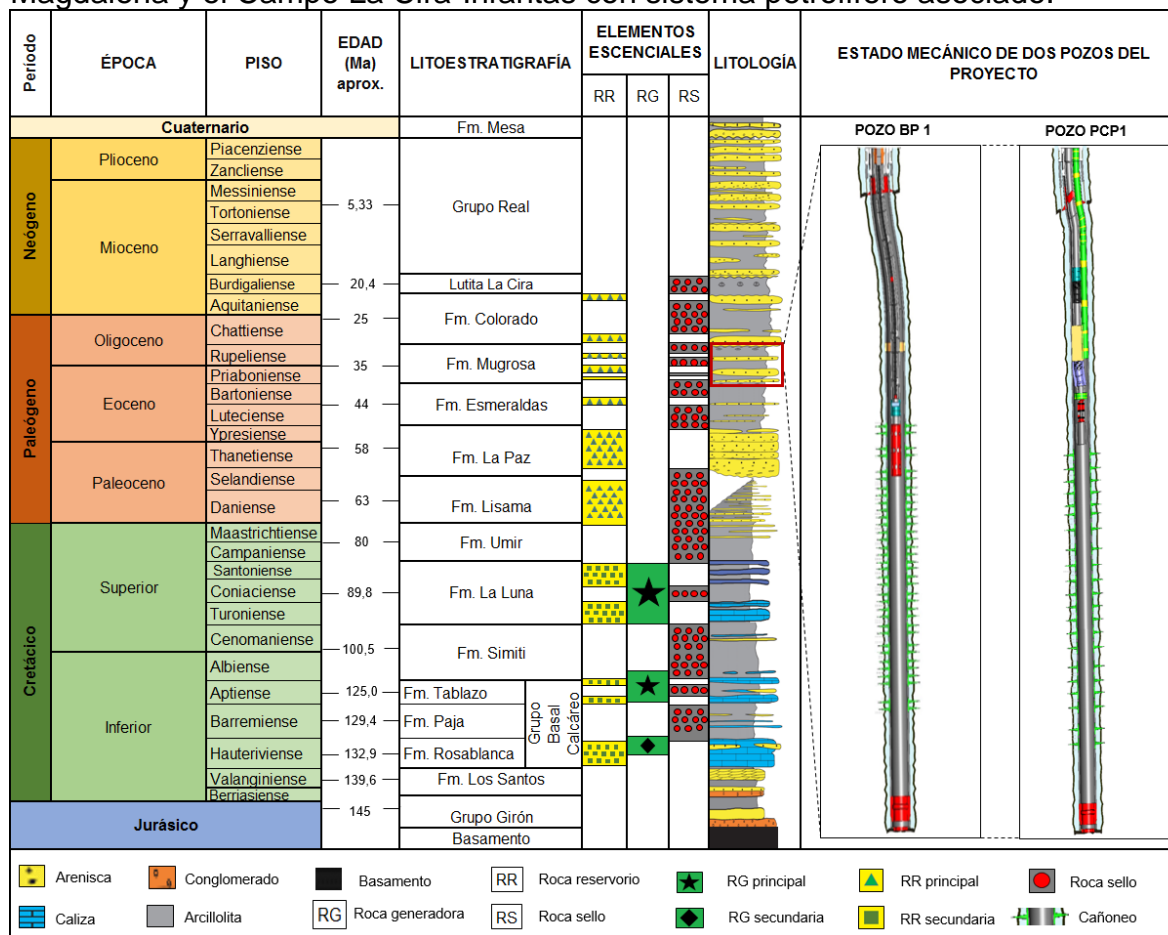 Magdalena y el Campo La Cira-Infantas con sistema petrolífero asociado.
Período
ÉPOCA
PISO
EDAD
(Ma)
aprox.
LITOESTRATIGRAFÍA
ELEMENTOS
ESCENCIALES
RR
RG
RS
LITOLOGÍA
ESTADO MECÁNICO DE DOS POZOS DEL
PROYECTO
Cuaternario
Fm. Mesa
POZO BP 1
POZO PCP1
Neógeno
Plioceno
Piacenziense
Zancliense
Mioceno
Messiniense
Tortoniense
Serravalliense
Langhiense
Burdigaliense
Aquitaniense
5,33
20,4
Grupo Real
Lutita La Cira
Paleógeno
Oligoceno
Chattiense
Rupeliense
25
35
Fm. Colorado
Fm. Mugrosa
Eoceno
Priaboniense
Bartoniense
Luteciense
Ypresiense
44
Fm. Esmeraldas
Paleoceno
Thanetiense
Selandiense
Daniense
58
63
Fm. La Paz
Fm. Lisama
Cretácico
Superior
Maastrichtiense
Campaniense
Santoniense
Coniaciense
Turoniense
Cenomaniense
80
89,8
100,5
Fm. Umir
Fm. La Luna
Fm. Simiti
Inferior
Albiense
Aptiense
Barremiense
Hauteriviense
Valanginiense
Berriasiense
125,0
129,4
132,9
139,6
145
Fm. Tablazo
Fm. Paja
Fm. Rosablanca
Grupo
Basal
Calcáreo
Fm. Los Santos
Jurásico
Grupo Girón
Basamento
Arenisca
Conglomerado
Basamento
RR
Roca reservorio
RG principal
RR principal
Roca sello
Caliza
Arcillolita
RG
Roca generadora
RS
Roca sello
RG secundaria
RR secundaria
Cañoneo